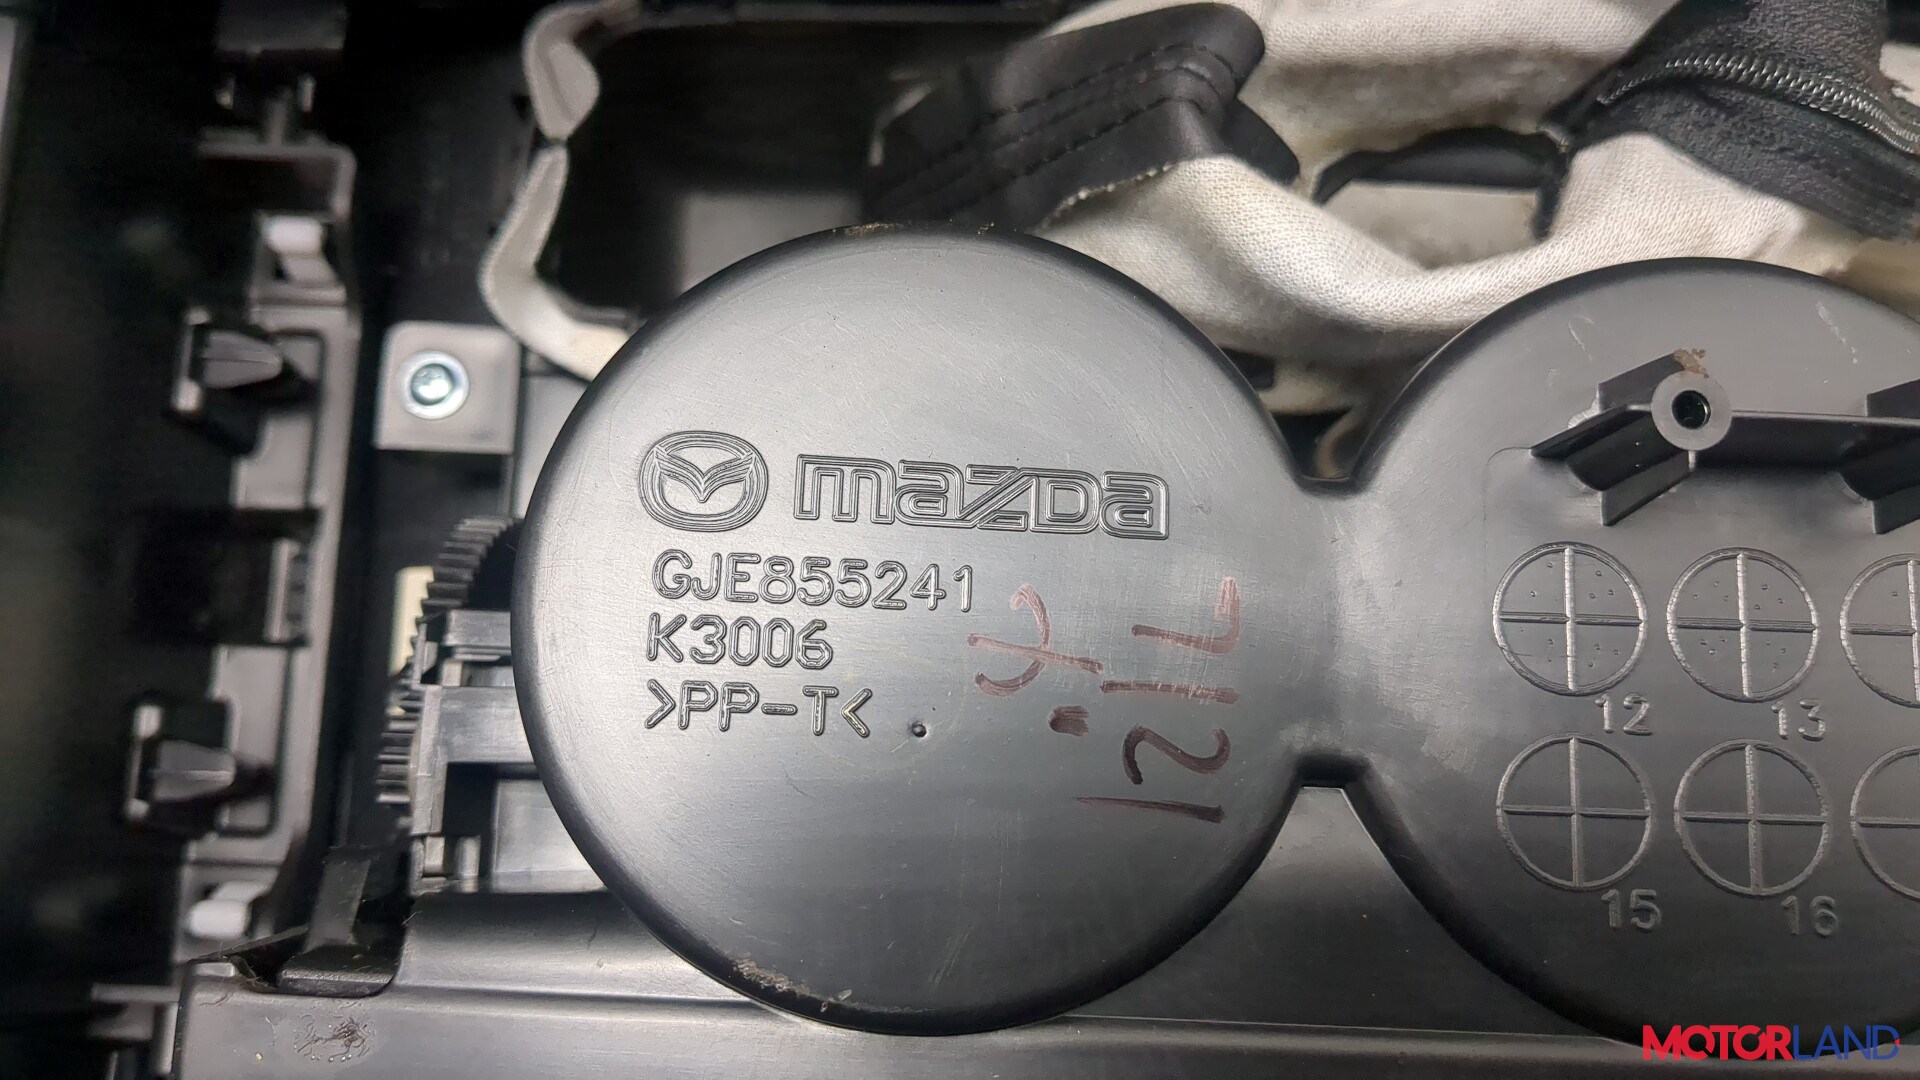 mazda
GJE855241
K3006
>PP-T<
12
13
15
16
MOTORLAND